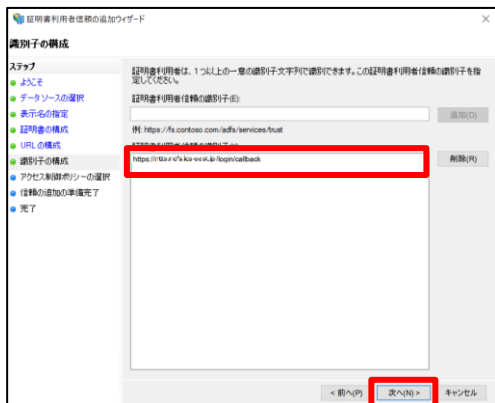 証明書利用者信頼の追加ウィザード
識別子の構成
ステップ
ようこそ
データ ソースの選択
表示名の指定
証明書の構成
URL の構成
識別子の構成
アクセス制御ポリシーの選択
信頼の追加の準備完了
完了
証明書利用者は、1 つ以上の一意の識別子文字列で識別できます。この証明書利用者信頼の識別子を指
定してください。
証明書利用者信頼の識別子(E):
追加(D)
例: https://fs.contoso.com/adfs/services/trust
/login/callback
削除(R)
< 前へ(P)
次へ(N) >
キャンセル